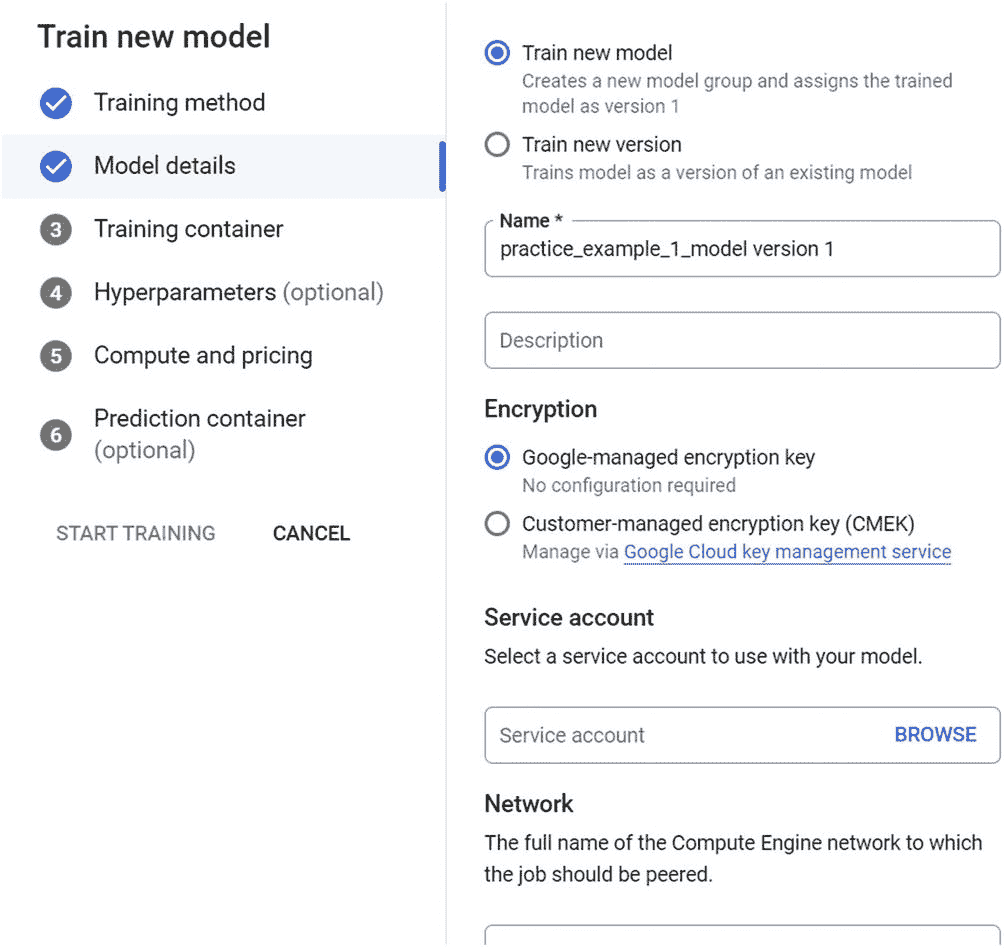 Train new model
Training method
Model details
3 Training container
4 Hyperparameters (optional)
5 Compute and pricing
6 Prediction container
(optional)
START TRAINING CANCEL
Train new model
Creates a new model group and assigns the trained
model as version 1
Train new version
Trains model as a version of an existing model
Name *
practice_example_1_model version 1
Description
Encryption
Google-managed encryption key
No configuration required
Customer-managed encryption key (CMEK)
Manage via Google Cloud key management service
Service account
Select a service account to use with your model.
Service account BROWSE
Network
The full name of the Compute Engine network to which
the job should be peered.